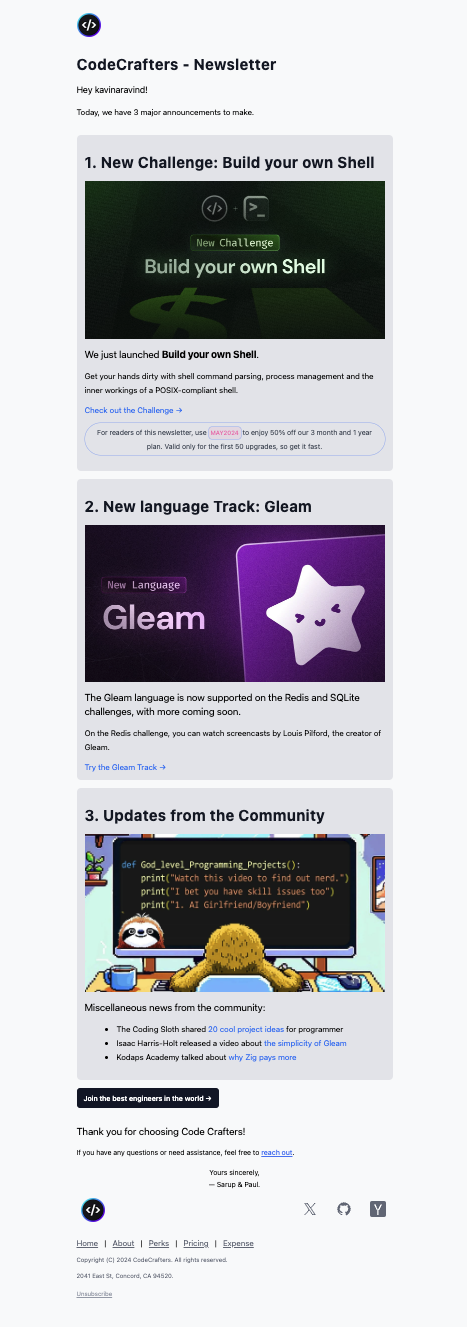 </>
CodeCrafters - Newsletter
Hey kavinaravind!
Today, we have 3 major announcements to make.
1. New Challenge: Build your own Shell
</> + >_
New Challenge
Build your own Shell
$
We just launched Build your own Shell.
Get your hands dirty with shell command parsing, process management and the
inner workings of a POSIX-compliant shell.
Check out the Challenge →
For readers of this newsletter, use MAY2024 to enjoy 50% off our 3 month and 1 year
plan. Valid only for the first 50 upgrades, so get it fast.
2. New language Track: Gleam
New Language
Gleam
The Gleam language is now supported on the Redis and SQLite
challenges, with more coming soon.
On the Redis challenge, you can watch screencasts by Louis Pilford, the creator of
Gleam.
Try the Gleam Track →
3. Updates from the Community
def God_level_Programming_Projects():
print("Watch this video to find out nerd.")
print("I bet you have skill issues too")
print("1. AI Girlfriend/Boyfriend")
Miscellaneous news from the community:
• The Coding Sloth shared 20 cool project ideas for programmer
• Isaac Harris-Holt released a video about the simplicity of Gleam
• Kodaps Academy talked about why Zig pays more
Join the best engineers in the world →
Thank you for choosing Code Crafters!
If you have any questions or need assistance, feel free to reach out.
Yours sincerely,
— Sarup & Paul.
</> X Y
Home | About | Perks | Pricing | Expense
Copyright (C) 2024 CodeCrafters. All rights reserved.
2041 East St, Concord, CA 94520.
Unsubscribe